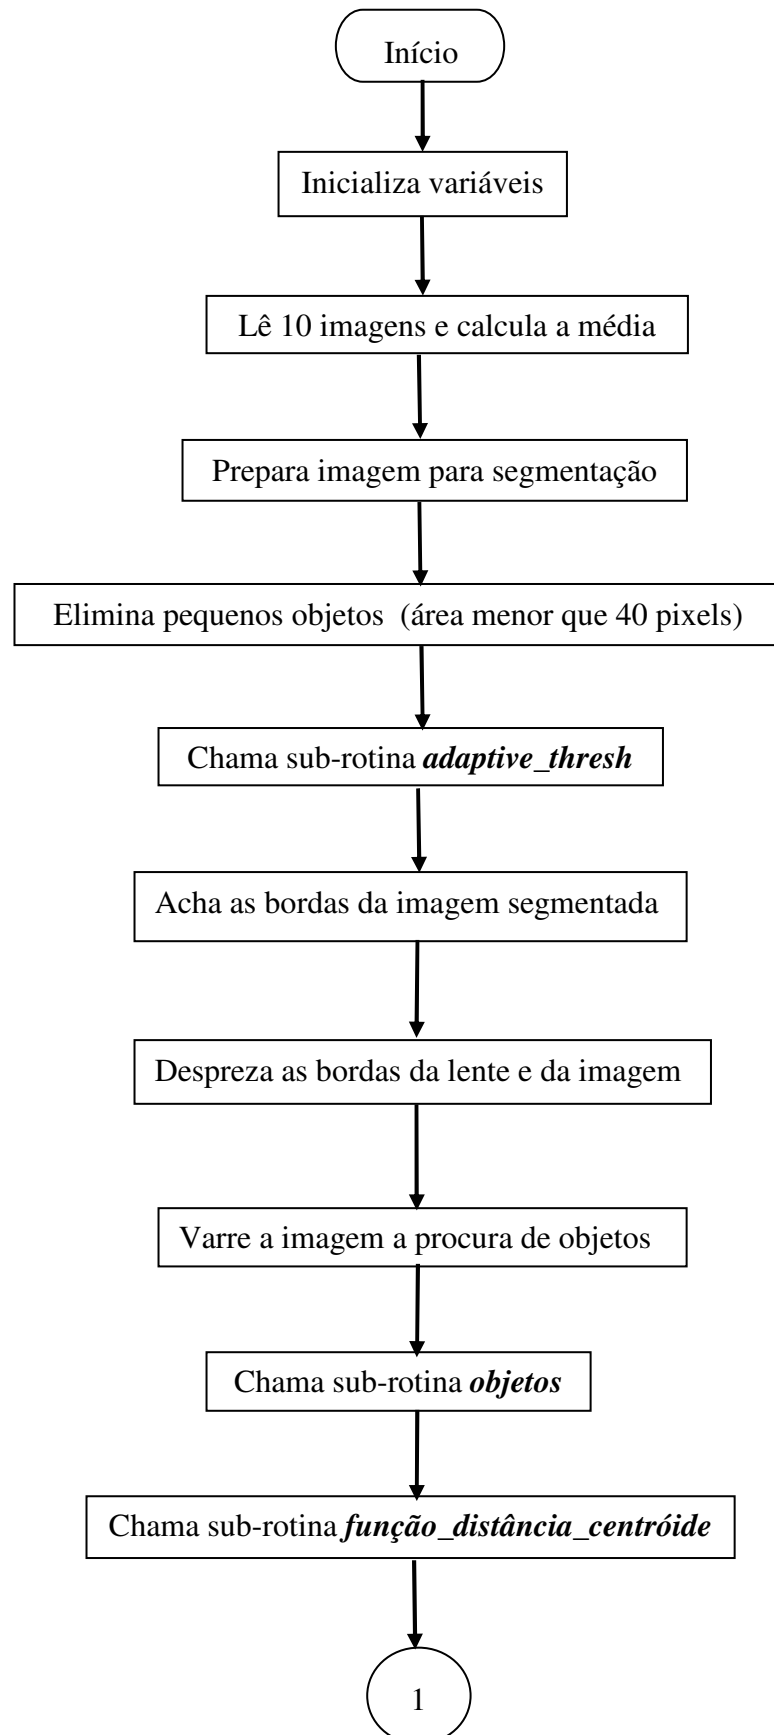 Início
Inicializa variáveis
Lê 10 imagens e calcula a média
Prepara imagem para segmentação
Elimina pequenos objetos (área menor que 40 pixels)
Chama sub-rotina adaptive_thresh
Acha as bordas da imagem segmentada
Despreza as bordas da lente e da imagem
Varre a imagem a procura de objetos
Chama sub-rotina objetos
Chama sub-rotina função_distância_centróide
1